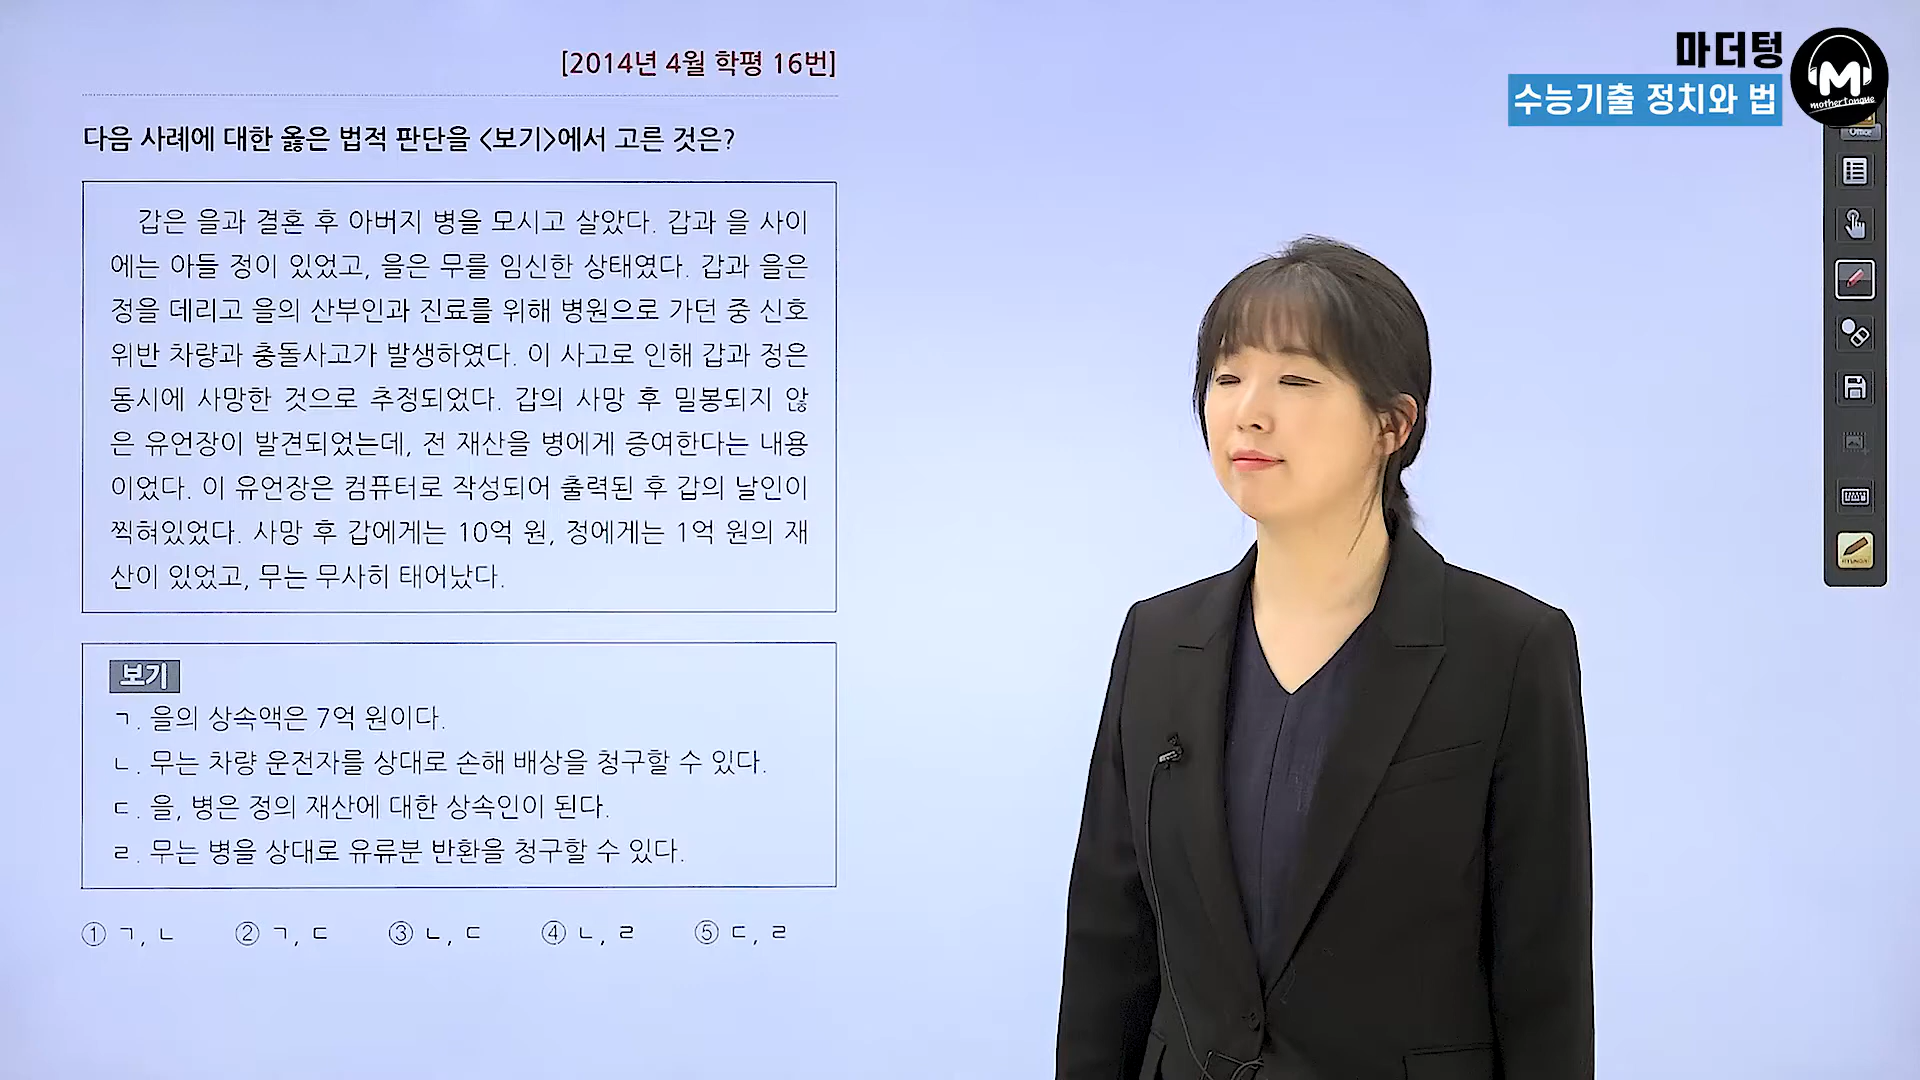 [2014년 4월 학평 16번]
다음 사례에 대한 옳은 법적 판단을 <보기>에서 고른 것은?
갑은 을과 결혼 후 아버지 병을 모시고 살았다. 갑과 을 사이
에는 아들 정이 있었고, 을은 무를 임신한 상태였다. 갑과 을은
정을 데리고 을의 산부인과 진료를 위해 병원으로 가던 중 신호
위반 차량과 충돌사고가 발생하였다. 이 사고로 인해 갑과 정은
동시에 사망한 것으로 추정되었다. 갑의 사망 후 밀봉되지 않
은 유언장이 발견되었는데, 전 재산을 병에게 증여한다는 내용
이었다. 이 유언장은 컴퓨터로 작성되어 출력된 후 갑의 날인이
찍혀있었다. 사망 후 갑에게는 10억 원, 정에게는 1억 원의 재
산이 있었고, 무는 무사히 태어났다.
보기
ㄱ. 을의 상속액은 7억 원이다.
ㄴ. 무는 차량 운전자를 상대로 손해 배상을 청구할 수 있다.
ㄷ. 을, 병은 정의 재산에 대한 상속인이 된다.
ㄹ. 무는 병을 상대로 유류분 반환을 청구할 수 있다.
① ㄱ, ㄴ ② ㄱ, ㄷ ③ ㄴ, ㄷ ④ ㄴ, ㄹ ⑤ ㄷ, ㄹ
마더텅
수능기출 정치와 법
M
mothertongue
Office